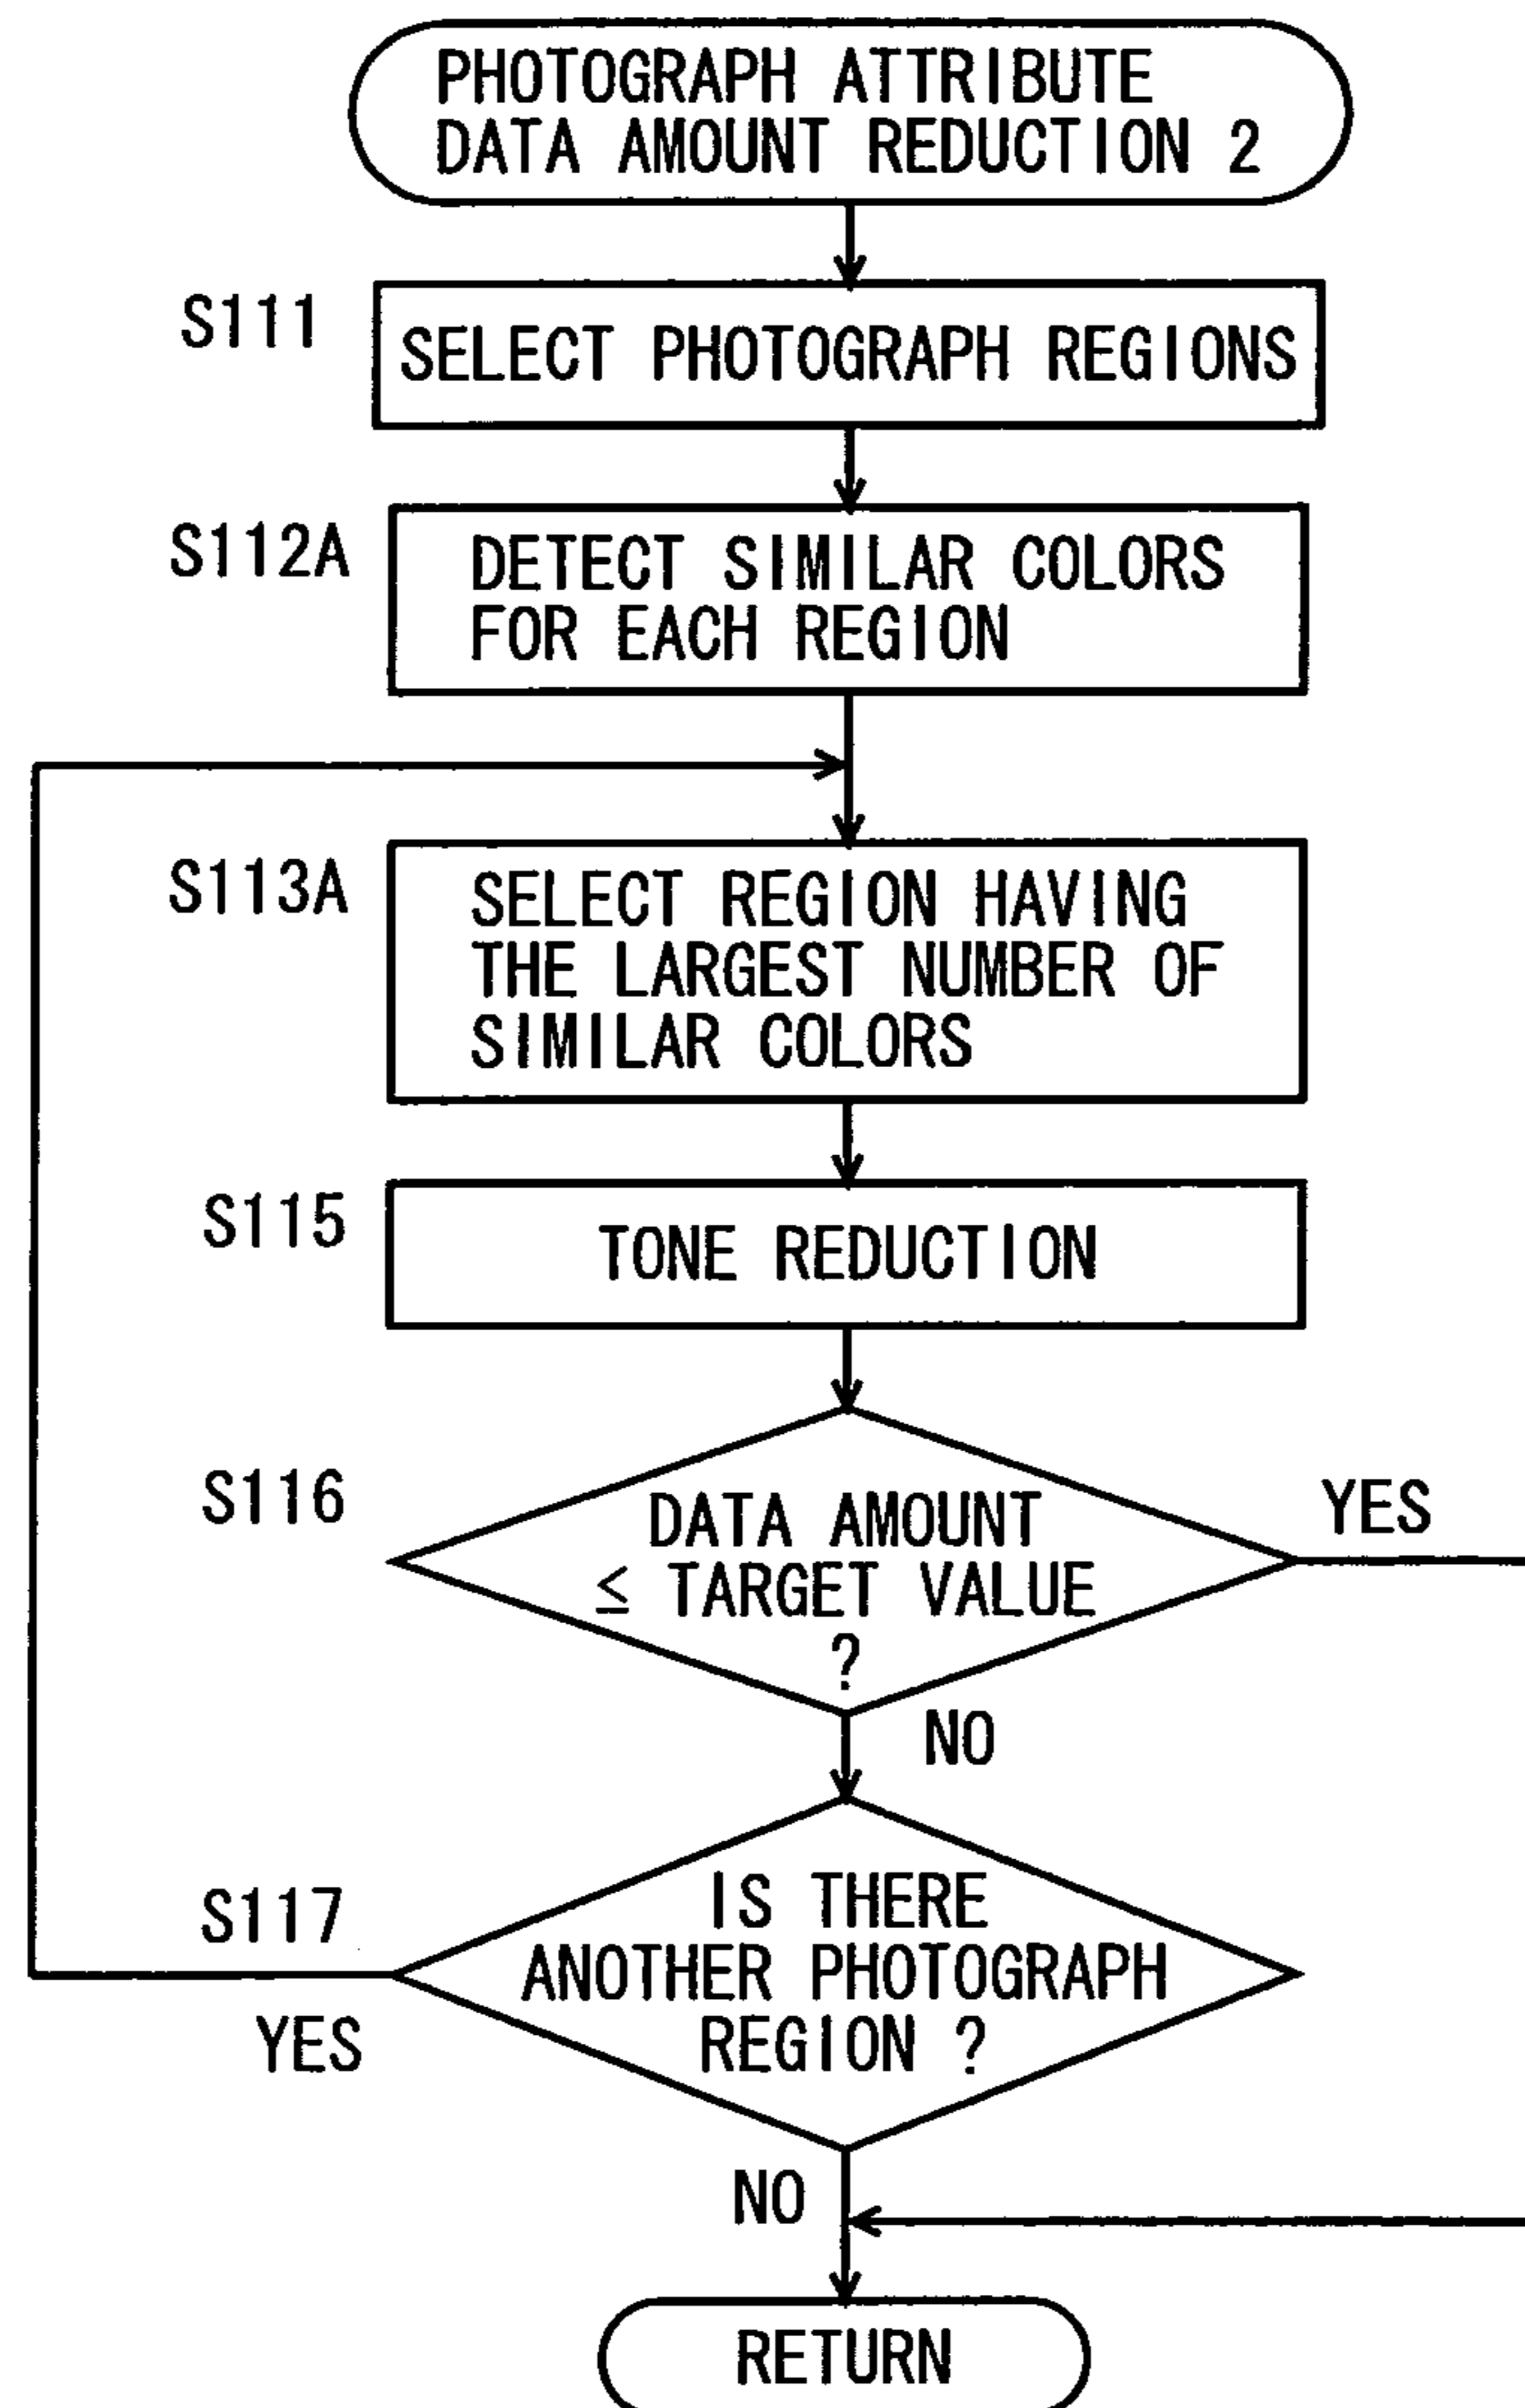 PHOTOGRAPH ATTRIBUTE
DATA AMOUNT REDUCTION 2
S111
SELECT PHOTOGRAPH REGIONS
S112A
DETECT SIMILAR COLORS
FOR EACH REGION
S113A
SELECT REGION HAVING
THE LARGEST NUMBER OF
SIMILAR COLORS
S115
TONE REDUCTION
S116
DATA AMOUNT
≤ TARGET VALUE
?
YES
NO
S117
IS THERE
ANOTHER PHOTOGRAPH
REGION ?
YES
NO
RETURN